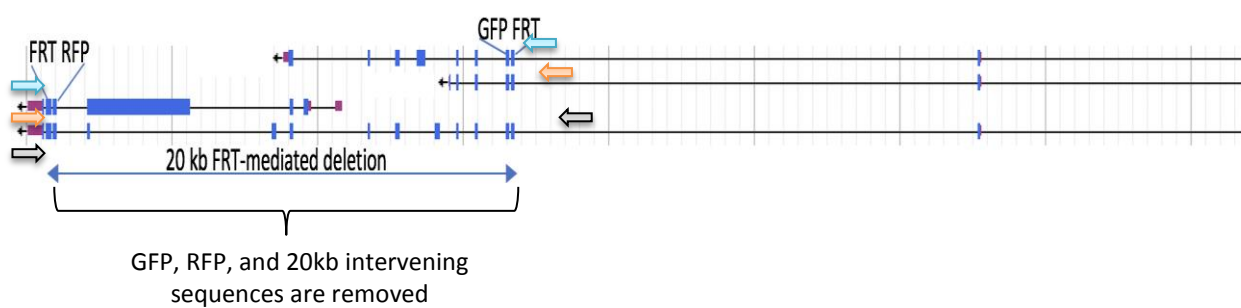 GFP FRT
FRT RFP
20 kb FRT-mediated deletion
GFP, RFP, and 20kb intervening
sequences are removed